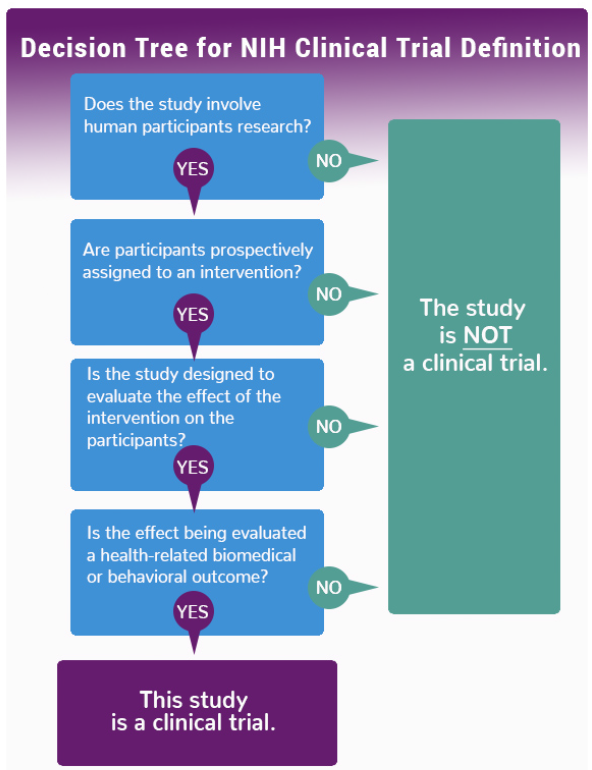 Decision Tree for NIH Clinical Trial Definition
Does the study involve
human participants research?
YES
NO
Are participants prospectively
assigned to an intervention?
YES
NO
Is the study designed to
evaluate the effect of the
intervention on the
participants?
YES
NO
Is the effect being evaluated
a health-related biomedical
or behavioral outcome?
YES
NO
The study
is NOT
a clinical trial.
This study
is a clinical trial.